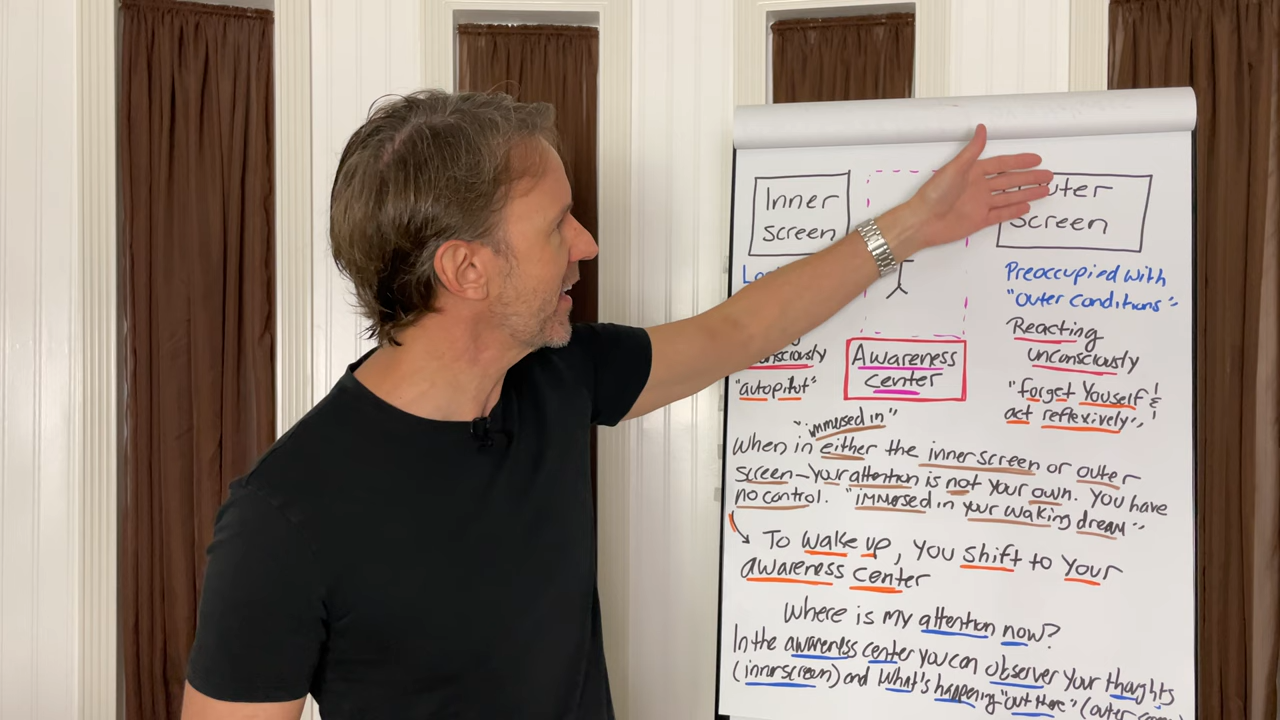 Inner
screen
uter
screen
Preoccupied with
"outer conditions"
Reacting
unconsciously
"autopilot"
Awareness
center
"forget Youself &
act reflexively"
"immersed in"
When in either the inner screen or outer
screen - your attention is not your own. You have
no control. "immersed in your waking dream"
To wake up, you shift to your
awareness center
Where is my attention now?
In the awareness center you can observe your thoughts
(inner screen) and what's happening "out there" (outer